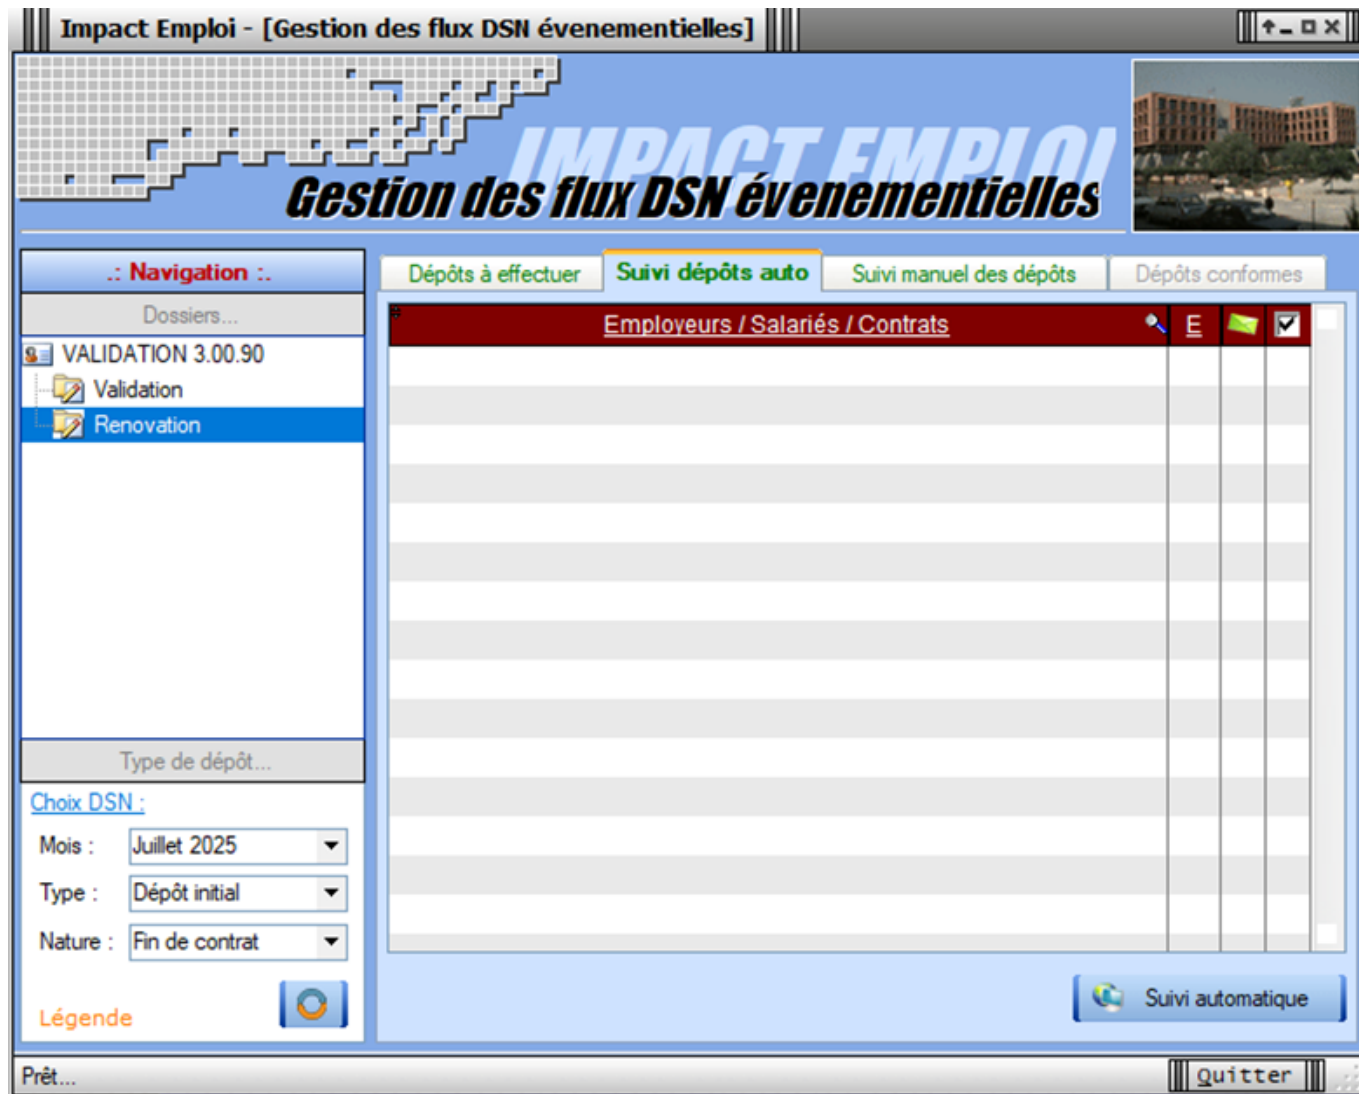 Impact Emploi - [Gestion des flux DSN évenementielles]
IMPACT EMPLOI
Gestion des flux DSN évenementielles
.: Navigation :.
Dossiers...
VALIDATION 3.00.90
Validation
Renovation
Type de dépôt...
Choix DSN :
Mois : Juillet 2025
Type : Dépôt initial
Nature : Fin de contrat
Légende
Dépôts à effectuer Suivi dépôts auto Suivi manuel des dépôts Dépôts conformes
Employeurs / Salariés / Contrats E
Suivi automatique
Prêt... Quitter